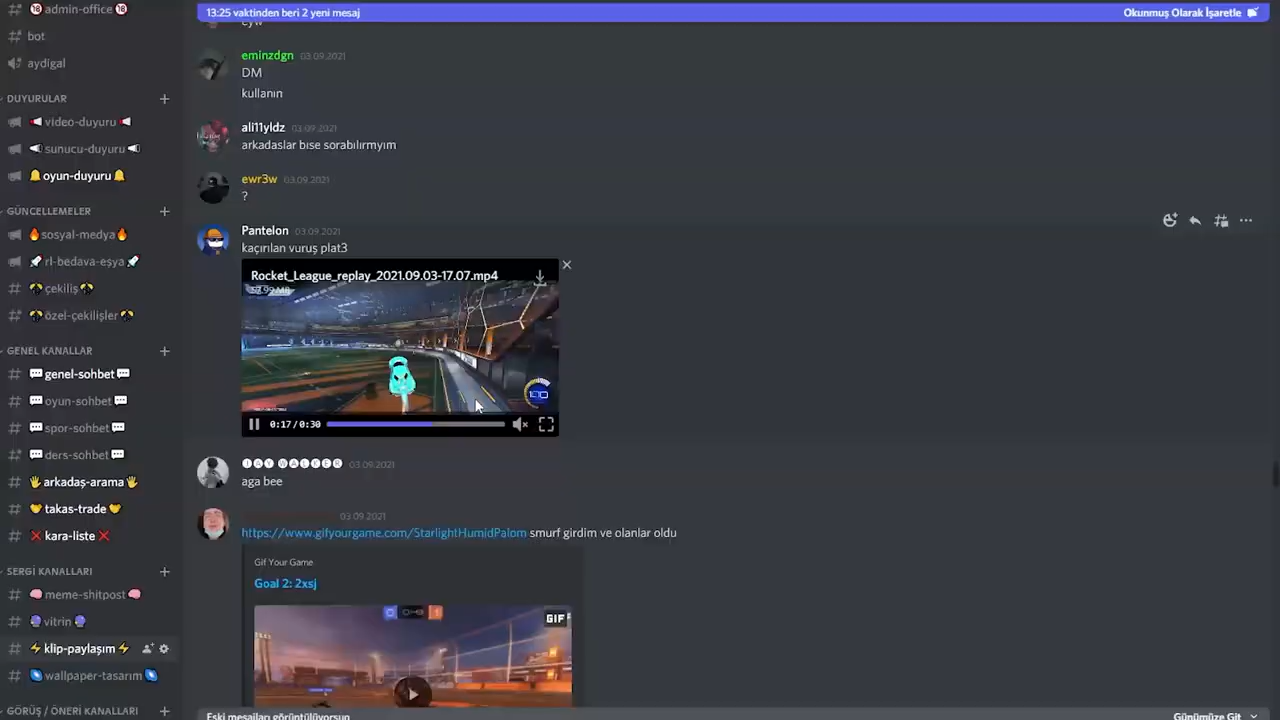 admin-office
bot
aydigal
DUYURULAR
video-duyuru
sunucu-duyuru
oyun-duyuru
GÜNCELLEMELER
sosyal-medya
rl-bedava-eşya
çekiliş
özel-çekilişler
GENEL KANALLAR
genel-sohbet
oyun-sohbet
spor-sohbet
ders-sohbet
arkadaş-arama
takas-trade
kara-liste
SERGİ KANALLARI
meme-shitpost
vitrin
klip-paylaşım
wallpaper-tasarım
GÖRÜŞ / ÖNERİ KANALLARI
13:25 vaktinden beri 2 yeni mesaj
Okunmuş Olarak İşaretle
eyw
eminzdgn 03.09.2021
DM
kullanın
ali11yldz 03.09.2021
arkadaslar bıse sorabılırmyım
ewr3w 03.09.2021
?
Pantelon 03.09.2021
kaçırılan vuruş plat3
Rocket_League_replay_2021.09.03-17.07.mp4
100
0:17/0:30
🅙🅐🅨 🅦🅐🅛🅚🅔🅡 03.09.2021
aga bee
03.09.2021
https://www.gifyourgame.com/StarlightHumidPalom smurf girdim ve olanlar oldu
Gif Your Game
Goal 2: 2xsj
GIF
Eski mesajları görüntülüyorsun
Günümüze Git